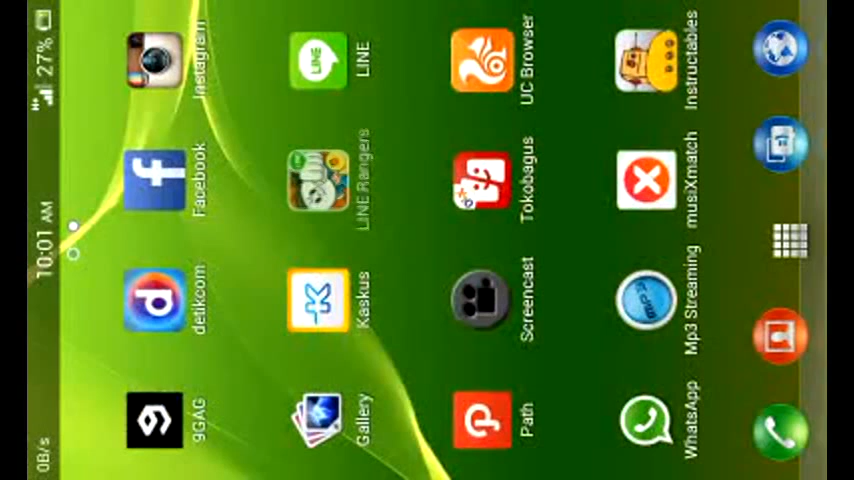 0B/s 10:01 AM H+ 27%
9GAG detikcom Facebook Instagram
Gallery Kaskus LINE Rangers LINE
Path Screencast Tokobagus UC Browser
WhatsApp Mp3 Streaming musiXmatch Instructables